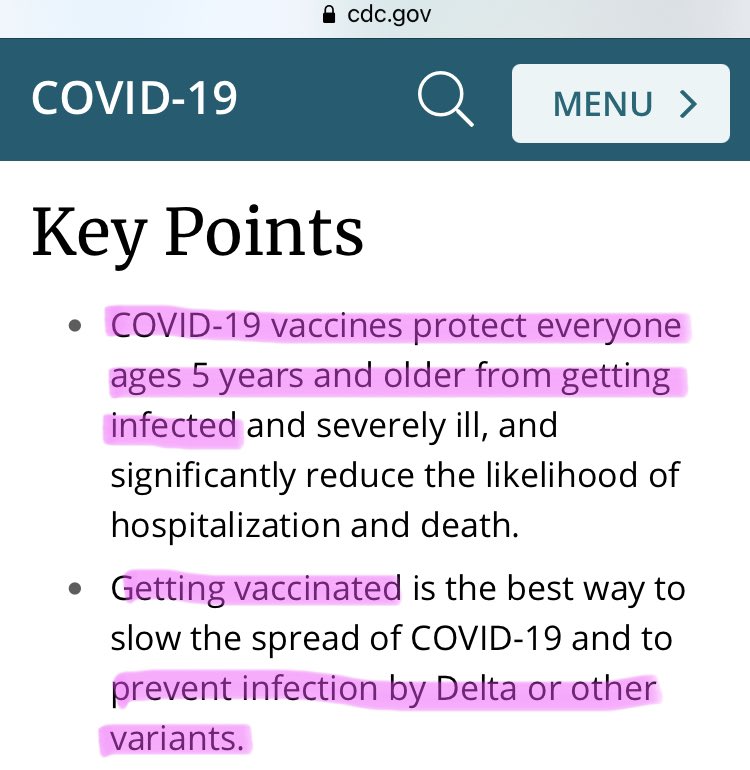 cdc.gov
COVID-19
MENU
Key Points
• COVID-19 vaccines protect everyone
ages 5 years and older from getting
infected and severely ill, and
significantly reduce the likelihood of
hospitalization and death.
• Getting vaccinated is the best way to
slow the spread of COVID-19 and to
prevent infection by Delta or other
variants.